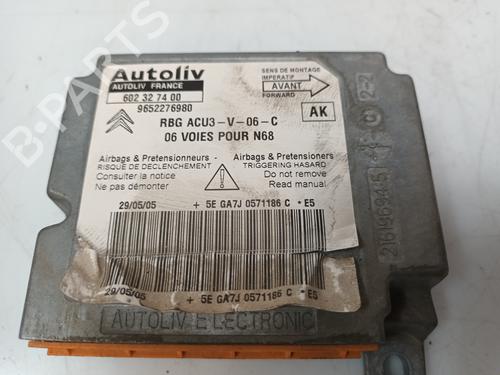 Autoliv
AUTOLIV FRANCE
602 32 74 00
9652276980
SENS DE MONTAGE
IMPERATIF
AVANT
FORWARD
RBG ACU3-V-06-C
AK
06 VOIES POUR N68
Airbags & Pretensionneurs
RISQUE DE DECLENCHEMENT
Consulter la notice
Ne pas démonter
Airbags & Pretensioners
TRIGGERING HASARD
Do not remove
Read manual
29/05/05 + 5E GA7J 0571186 C • E5
29/05/05 + 5E GA7J 0571186 C • E5
AUTOLIV ELECTRONIC
B-PARTS